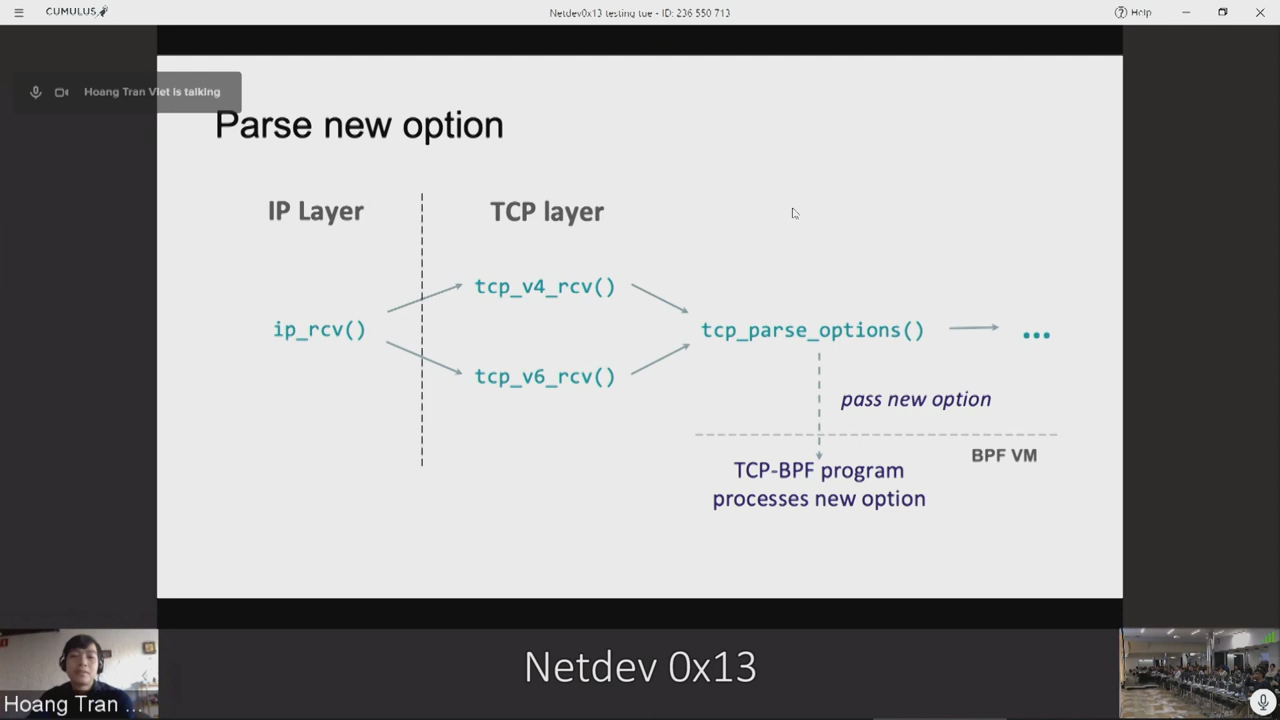 CUMULUS
Netdev0x13 testing tue - ID: 236 550 713
Help
Hoang Tran Viet is talking
Parse new option
IP Layer
TCP layer
tcp_v4_rcv()
ip_rcv()
tcp_parse_options()
...
tcp_v6_rcv()
pass new option
BPF VM
TCP-BPF program
processes new option
Netdev 0x13
Hoang Tran ...